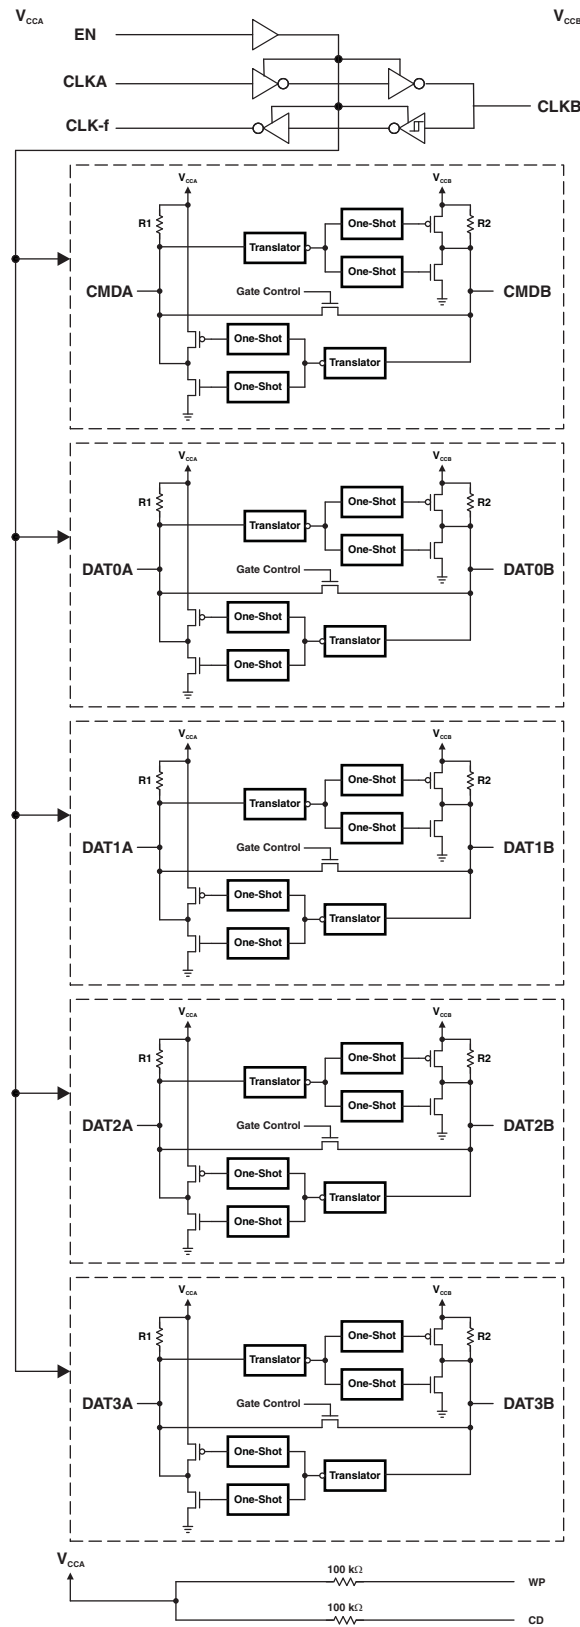 VCCA VCCB
EN
CLKA
CLKB
CLK-f
VCCA VCCB
R1 One-Shot R2
Translator
One-Shot
CMDA Gate Control CMDB
One-Shot
Translator
One-Shot
VCCA VCCB
R1 One-Shot R2
Translator
One-Shot
DAT0A Gate Control DAT0B
One-Shot
Translator
One-Shot
VCCA VCCB
R1 One-Shot R2
Translator
One-Shot
DAT1A Gate Control DAT1B
One-Shot
Translator
One-Shot
VCCA VCCB
R1 One-Shot R2
Translator
One-Shot
DAT2A Gate Control DAT2B
One-Shot
Translator
One-Shot
VCCA VCCB
R1 One-Shot R2
Translator
One-Shot
DAT3A Gate Control DAT3B
One-Shot
Translator
One-Shot
VCCA
100 kΩ
WP
100 kΩ
CD